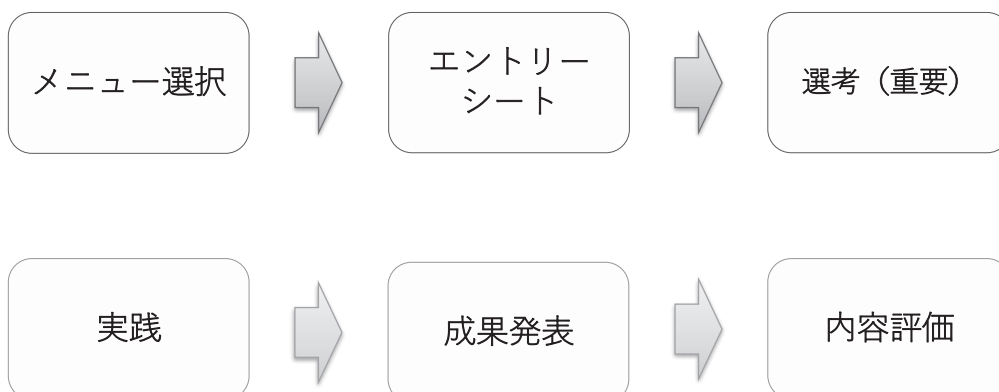 メニュー選択
エントリー
シート
選考（重要）
実践
成果発表
内容評価